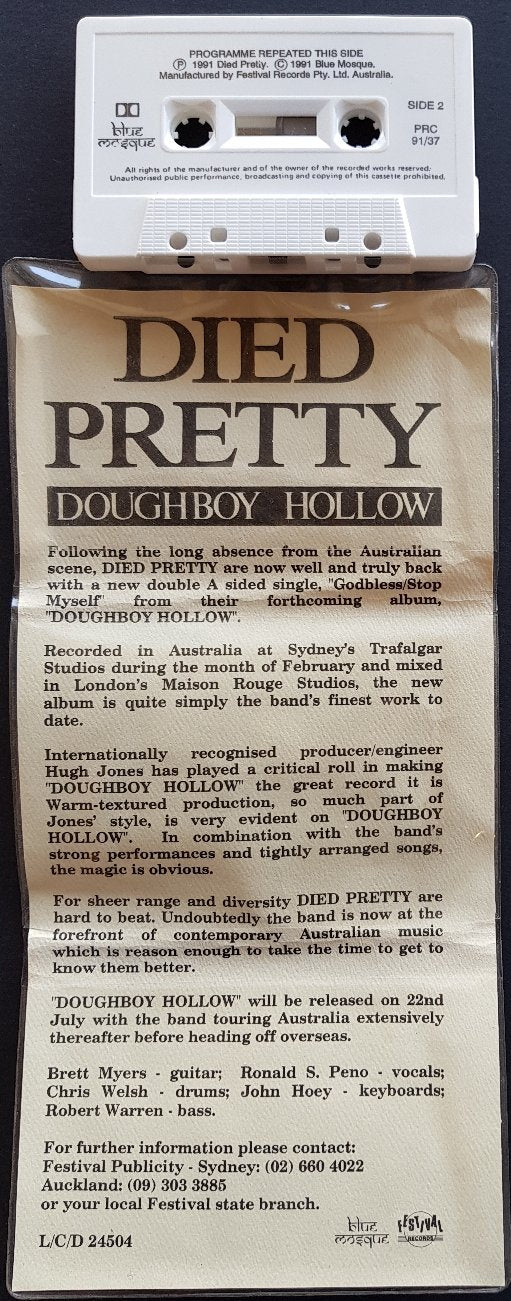 PROGRAMME REPEATED THIS SIDE
Ⓟ 1991 Died Pretty. © 1991 Blue Mosque.
Manufactured by Festival Records Pty. Ltd. Australia.
SIDE 2
blue
mosque
PRC
91/37
All rights of the manufacturer and of the owner of the recorded works reserved.
Unauthorised public performance, broadcasting and copying of this cassette prohibited.
DIED
PRETTY
DOUGHBOY HOLLOW
Following the long absence from the Australian
scene, DIED PRETTY are now well and truly back
with a new double A sided single, "Godbless/Stop
Myself" from their forthcoming album,
"DOUGHBOY HOLLOW".
Recorded in Australia at Sydney's Trafalgar
Studios during the month of February and mixed
in London's Maison Rouge Studios, the new
album is quite simply the band's finest work to
date.
Internationally recognised producer/engineer
Hugh Jones has played a critical roll in making
"DOUGHBOY HOLLOW" the great record it is
Warm-textured production, so much part of
Jones' style, is very evident on "DOUGHBOY
HOLLOW". In combination with the band's
strong performances and tightly arranged songs,
the magic is obvious.
For sheer range and diversity DIED PRETTY are
hard to beat. Undoubtedly the band is now at the
forefront of contemporary Australian music
which is reason enough to take the time to get to
know them better.
"DOUGHBOY HOLLOW" will be released on 22nd
July with the band touring Australia extensively
thereafter before heading off overseas.
Brett Myers - guitar; Ronald S. Peno - vocals;
Chris Welsh - drums; John Hoey - keyboards;
Robert Warren - bass.
For further information please contact:
Festival Publicity - Sydney: (02) 660 4022
Auckland: (09) 303 3885
or your local Festival state branch.
L/C/D 24504
blue
mosque
FESTIVAL
RECORDS